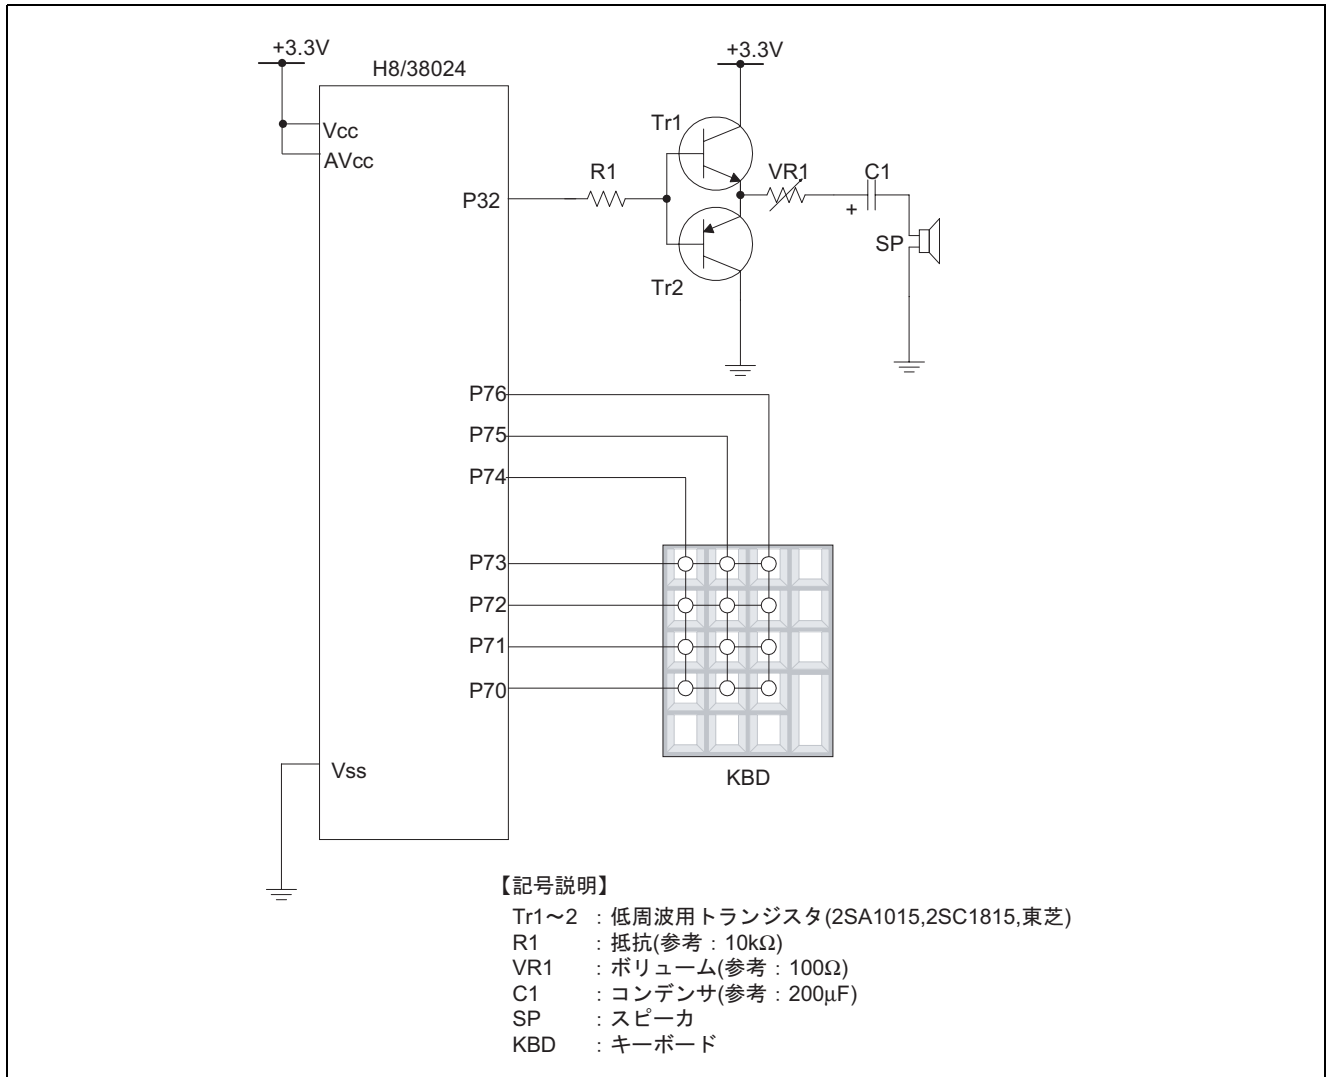 +3.3V
H8/38024
+3.3V
Vcc
AVcc
Tr1
R1
VR1
C1
P32
+
SP
Tr2
P76
P75
P74
P73
P72
P71
P70
Vss
KBD
【記号説明】
Tr1～2 : 低周波用トランジスタ(2SA1015,2SC1815,東芝)
R1 : 抵抗(参考 : 10kΩ)
VR1 : ボリューム(参考 : 100Ω)
C1 : コンデンサ(参考 : 200μF)
SP : スピーカ
KBD : キーボード